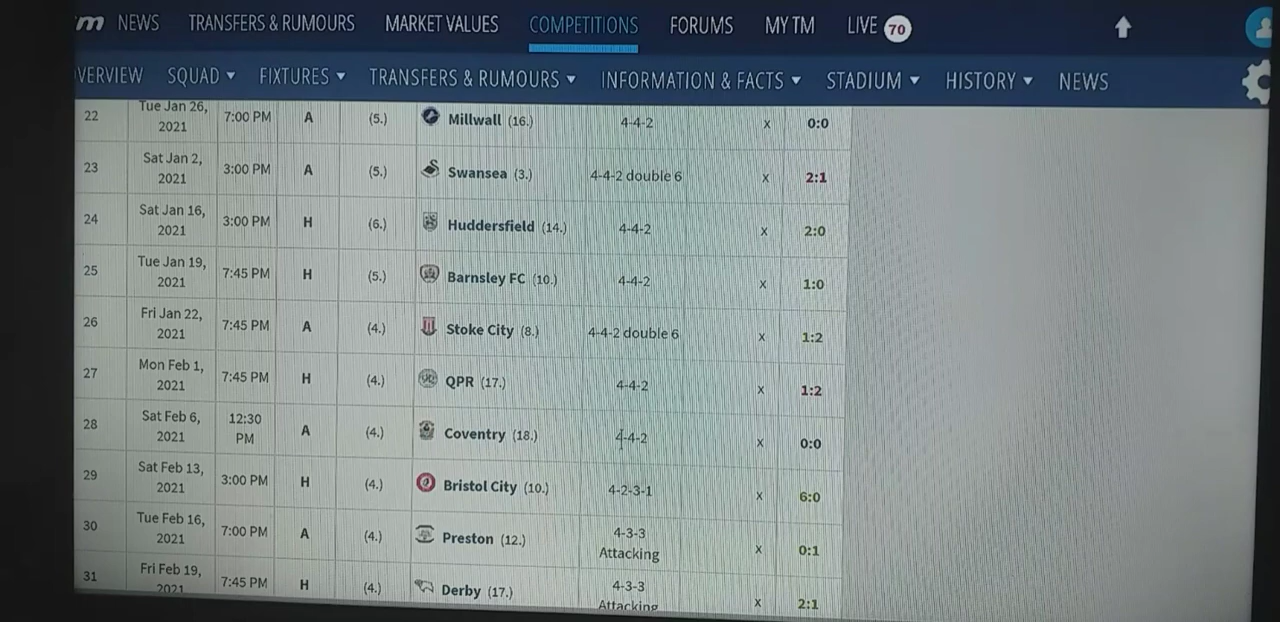 m NEWS TRANSFERS & RUMOURS MARKET VALUES COMPETITIONS FORUMS MY TM LIVE 70
VERVIEW SQUAD FIXTURES TRANSFERS & RUMOURS INFORMATION & FACTS STADIUM HISTORY NEWS
22 Tue Jan 26, 2021 7:00 PM A (5.) Millwall (16.) 4-4-2 x 0:0
23 Sat Jan 2, 2021 3:00 PM A (5.) Swansea (3.) 4-4-2 double 6 x 2:1
24 Sat Jan 16, 2021 3:00 PM H (6.) Huddersfield (14.) 4-4-2 x 2:0
25 Tue Jan 19, 2021 7:45 PM H (5.) Barnsley FC (10.) 4-4-2 x 1:0
26 Fri Jan 22, 2021 7:45 PM A (4.) Stoke City (8.) 4-4-2 double 6 x 1:2
27 Mon Feb 1, 2021 7:45 PM H (4.) QPR (17.) 4-4-2 x 1:2
28 Sat Feb 6, 2021 12:30 PM A (4.) Coventry (18.) 4-4-2 x 0:0
29 Sat Feb 13, 2021 3:00 PM H (4.) Bristol City (10.) 4-2-3-1 x 6:0
30 Tue Feb 16, 2021 7:00 PM A (4.) Preston (12.) 4-3-3 Attacking x 0:1
31 Fri Feb 19, 2021 7:45 PM H (4.) Derby (17.) 4-3-3 Attacking x 2:1